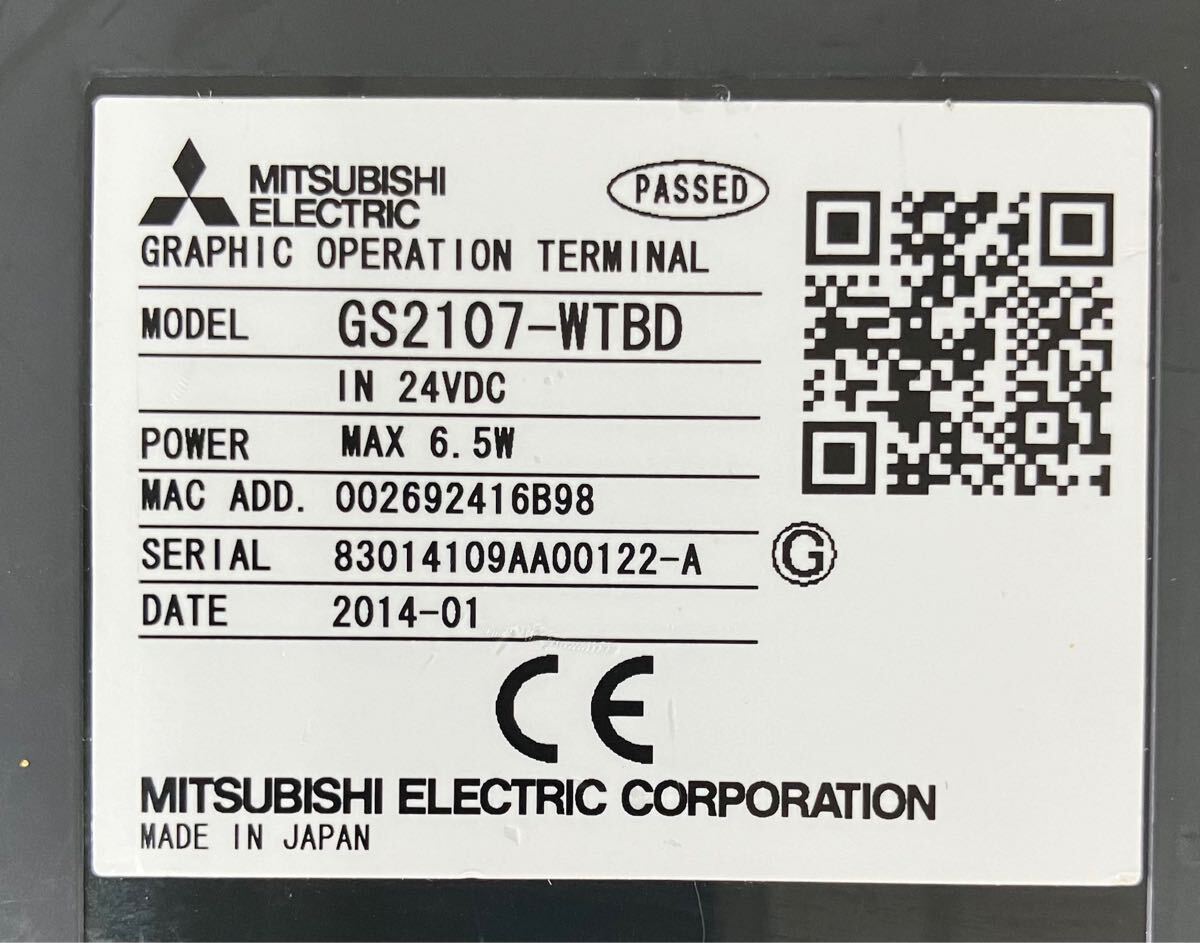 MITSUBISHI
ELECTRIC
PASSED
GRAPHIC OPERATION TERMINAL
MODEL GS2107-WTBD
IN 24VDC
POWER MAX 6.5W
MAC ADD. 002692416B98
SERIAL 83014109AA00122-A G
DATE 2014-01
CE
MITSUBISHI ELECTRIC CORPORATION
MADE IN JAPAN